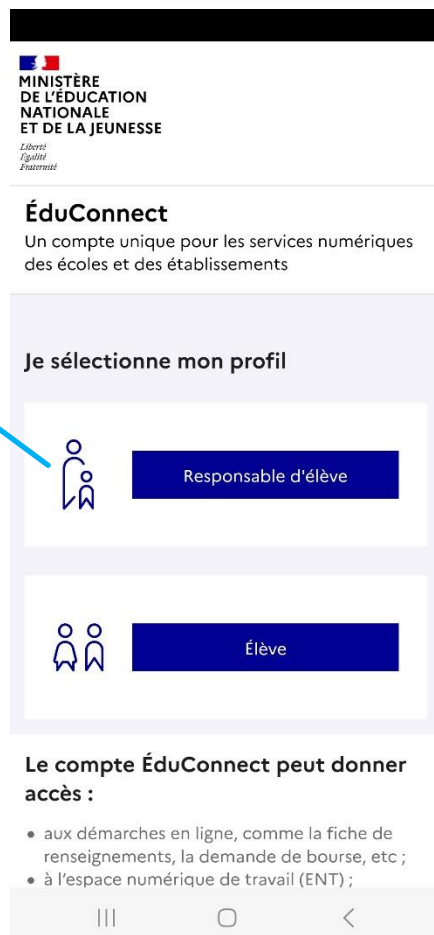 MINISTÈRE
DE L'ÉDUCATION
NATIONALE
ET DE LA JEUNESSE
Liberté
Égalité
Fraternité
ÉduConnect
Un compte unique pour les services numériques
des écoles et des établissements
Je sélectionne mon profil
Responsable d'élève
Élève
Le compte ÉduConnect peut donner
accès :
• aux démarches en ligne, comme la fiche de
renseignements, la demande de bourse, etc ;
• à l'espace numérique de travail (ENT) ;